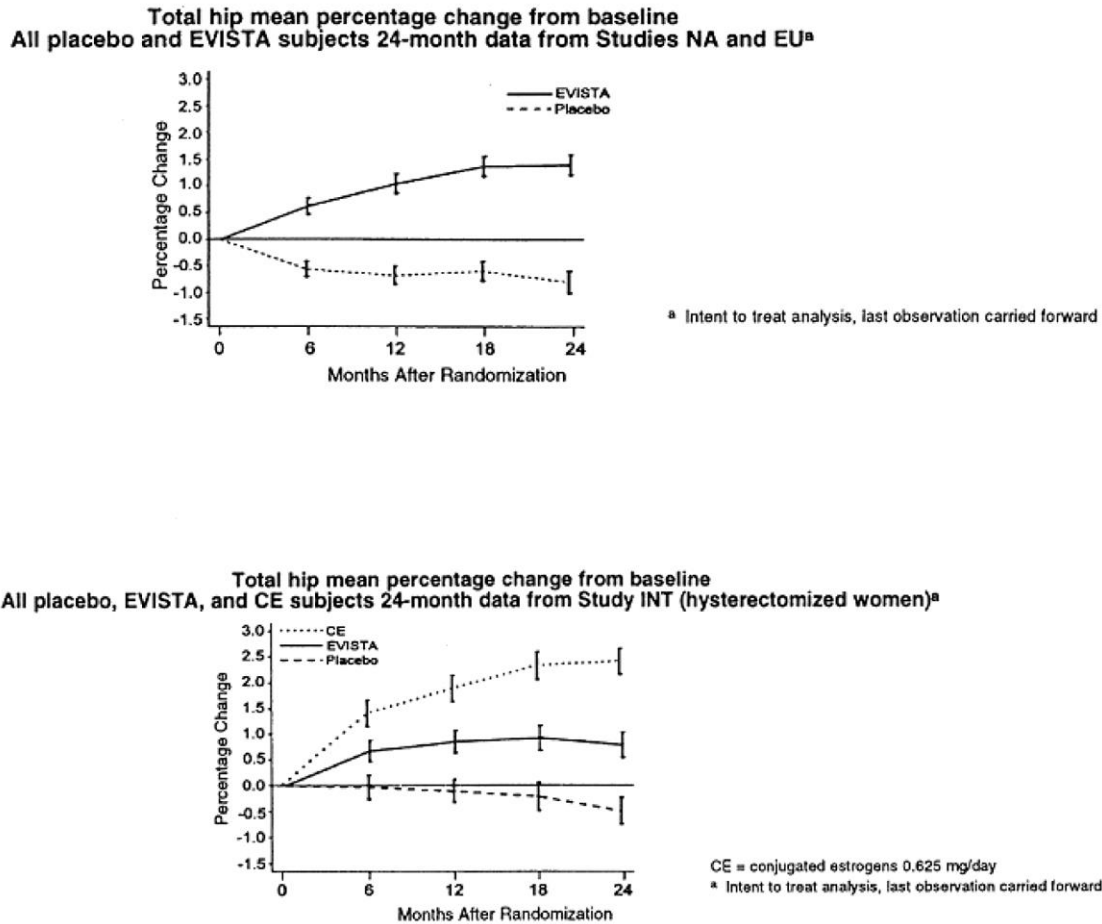 Total hip mean percentage change from baseline
All placebo and EVISTA subjects 24-month data from Studies NA and EUᵃ
3.0
2.5
2.0
1.5
1.0
0.5
0.0
-0.5
-1.0
-1.5
Percentage Change
EVISTA
Placebo
0 6 12 18 24
Months After Randomization
ᵃ Intent to treat analysis, last observation carried forward
Total hip mean percentage change from baseline
All placebo, EVISTA, and CE subjects 24-month data from Study INT (hysterectomized women)ᵃ
3.0
2.5
2.0
1.5
1.0
0.5
0.0
-0.5
-1.0
-1.5
Percentage Change
CE
EVISTA
Placebo
0 6 12 18 24
Months After Randomization
CE = conjugated estrogens 0.625 mg/day
ᵃ Intent to treat analysis, last observation carried forward